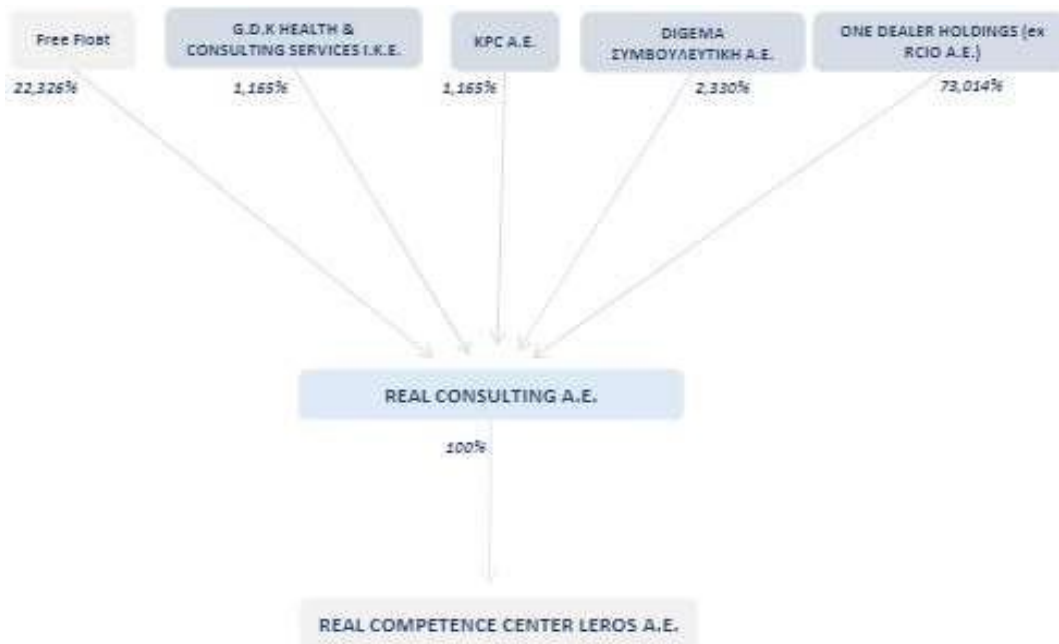 Free Float
G.D.K HEALTH &
CONSULTING SERVICES I.K.E.
KPC A.E.
DIGEMA
ΣΥΜΒΟΥΛΕΥΤΙΚΗ Α.Ε.
ONE DEALER HOLDINGS (ex
RCIO A.E.)
22,326%
1,165%
1,165%
2,330%
73,014%
REAL CONSULTING A.E.
100%
REAL COMPETENCE CENTER LEROS A.E.